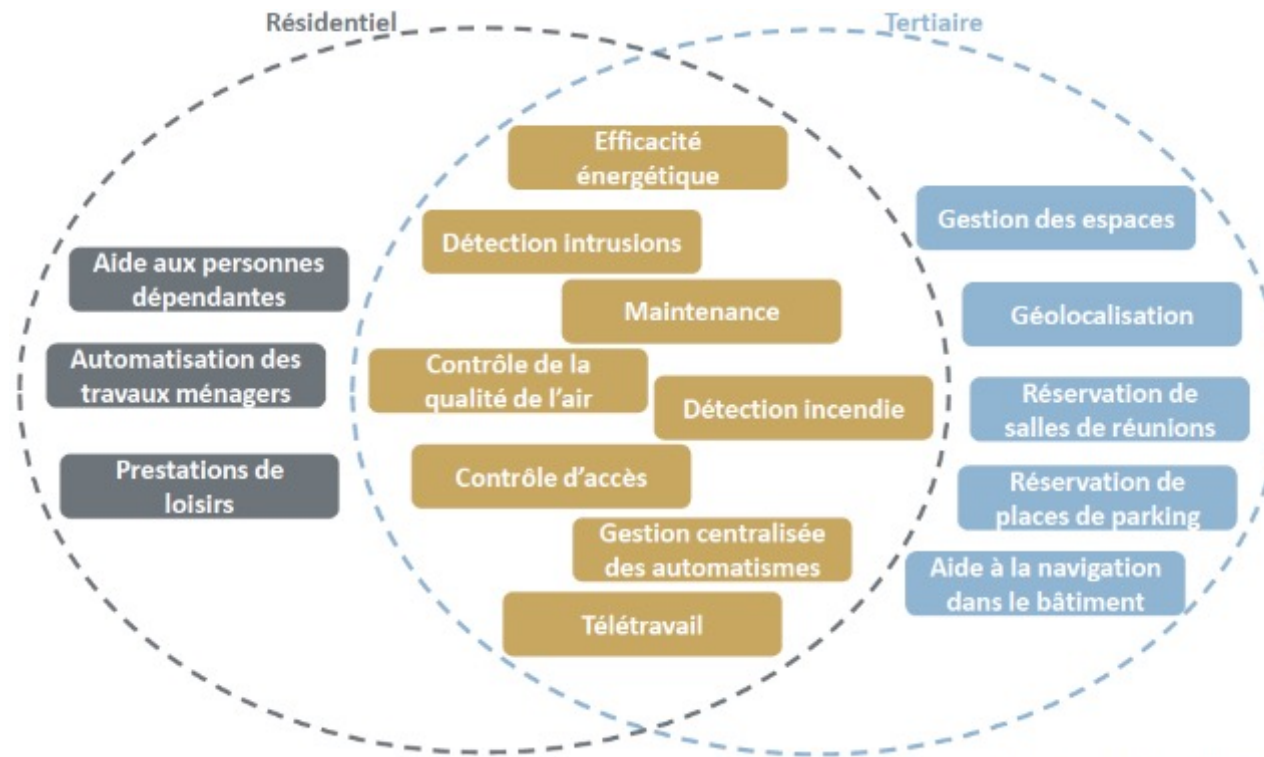 Résidentiel
Tertiaire
Efficacité
énergétique
Détection intrusions
Maintenance
Contrôle de la
qualité de l'air
Détection incendie
Contrôle d'accès
Gestion centralisée
des automatismes
Télétravail
Aide aux personnes
dépendantes
Automatisation des
travaux ménagers
Prestations de
loisirs
Gestion des espaces
Géolocalisation
Réservation de
salles de réunions
Réservation de
places de parking
Aide à la navigation
dans le bâtiment